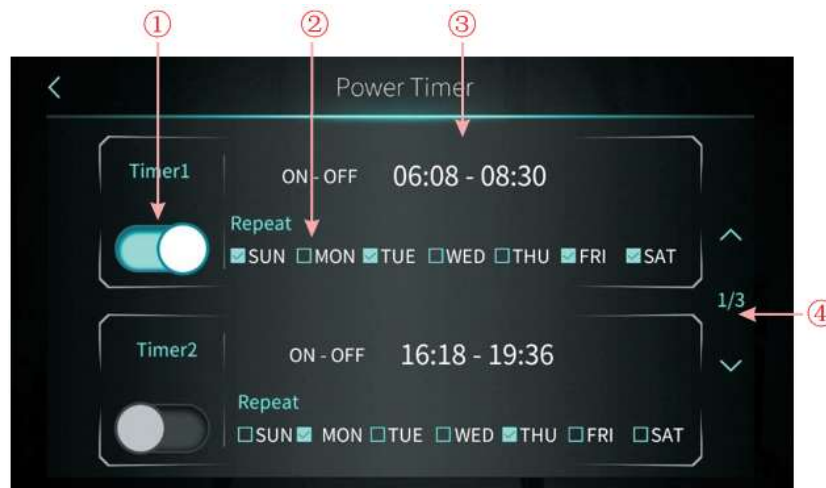 ① ② ③
Power Timer
Timer1
ON - OFF 06:08 - 08:30
Repeat
SUN MON TUE WED THU FRI SAT
1/3
④
Timer2
ON - OFF 16:18 - 19:36
Repeat
SUN MON TUE WED THU FRI SAT